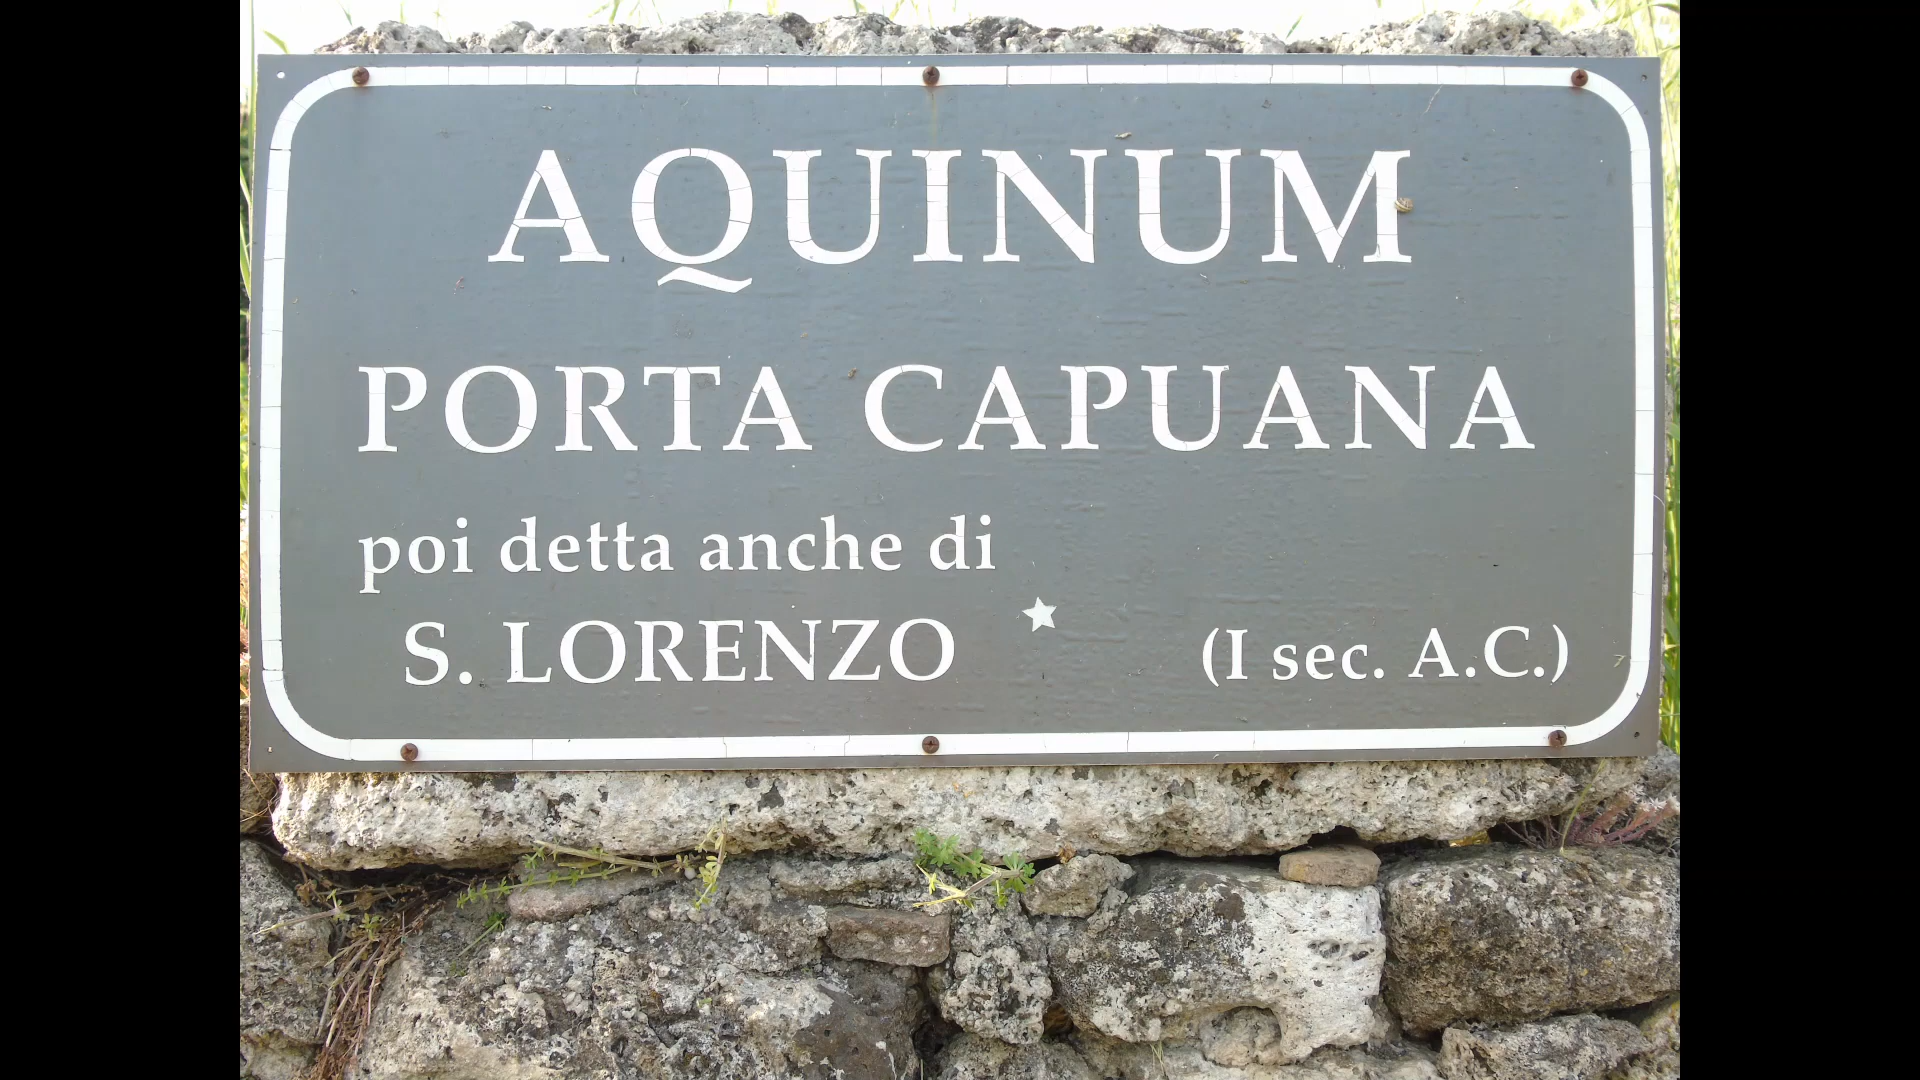 AQUINUM
PORTA CAPUANA
poi detta anche di
S. LORENZO (I sec. A.C.)